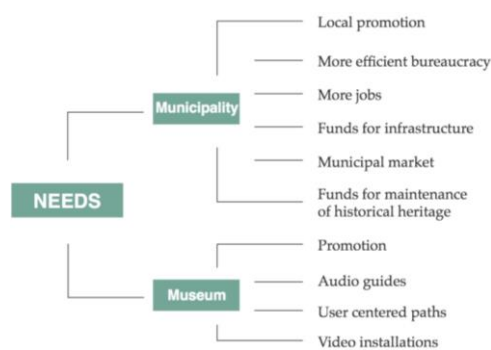 NEEDS
Municipality
Local promotion
More efficient bureaucracy
More jobs
Funds for infrastructure
Municipal market
Funds for maintenance
of historical heritage
Museum
Promotion
Audio guides
User centered paths
Video installations